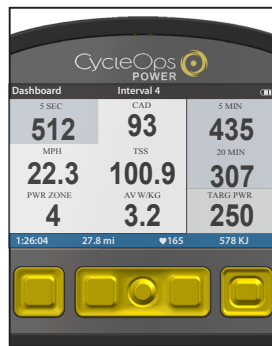 CycleOps
POWER
Dashboard Interval 4
5 SEC CAD 5 MIN
512 93 435
MPH TSS 20 MIN
22.3 100.9 307
PWR ZONE AV W/KG TARG PWR
4 3.2 250
1:26:04 27.8 mi ♥165 578 KJ